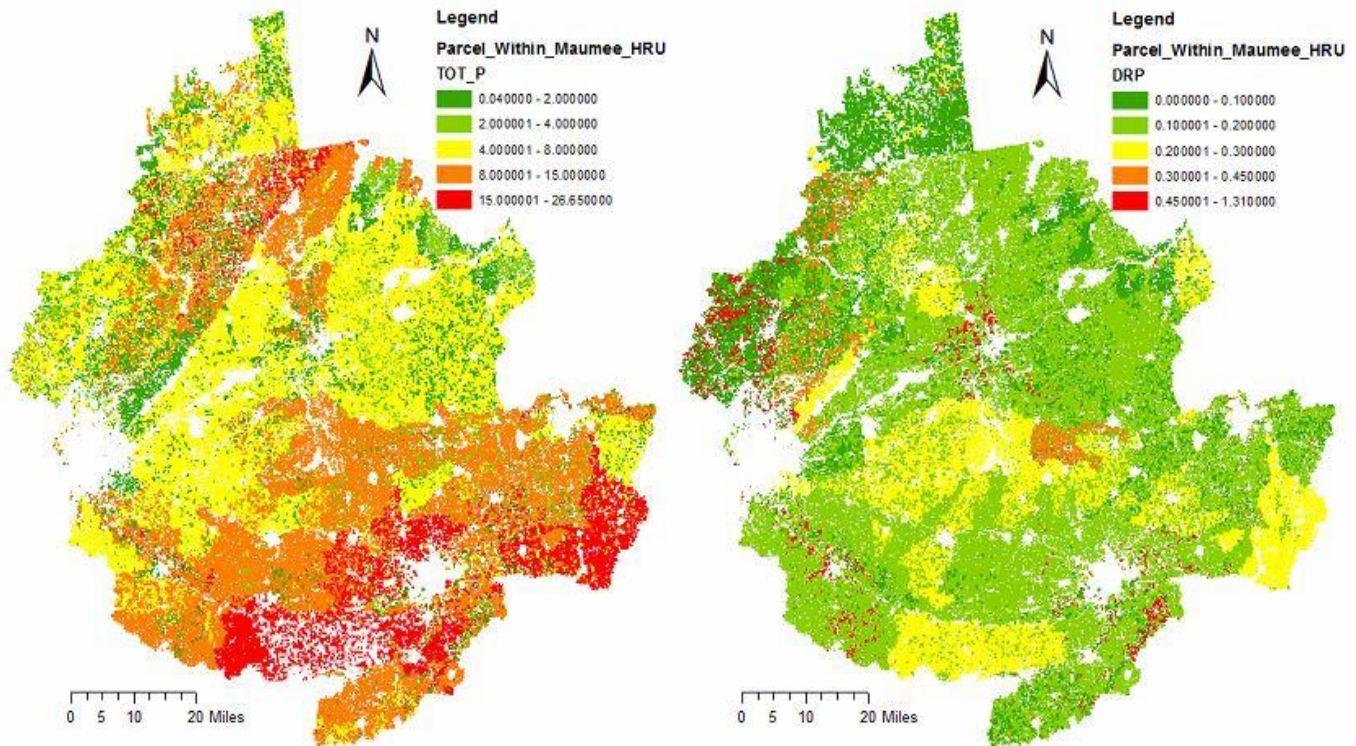 Legend
Parcel_Within_Maumee_HRU
TOT_P
0.040000 - 2.000000
2.000001 - 4.000000
4.000001 - 8.000000
8.000001 - 15.000000
15.000001 - 26.650000
N
0 5 10 20 Miles
Legend
Parcel_Within_Maumee_HRU
DRP
0.000000 - 0.100000
0.100001 - 0.200000
0.200001 - 0.300000
0.300001 - 0.450000
0.450001 - 1.310000
N
0 5 10 20 Miles